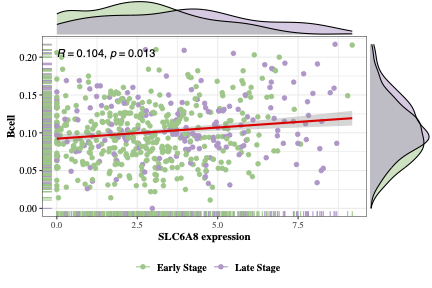 R = 0.104, p = 0.013
0.20
0.15
0.10
0.05
0.00
Bcell
0.0 2.5 5.0 7.5
SLC6A8 expression
Early Stage Late Stage